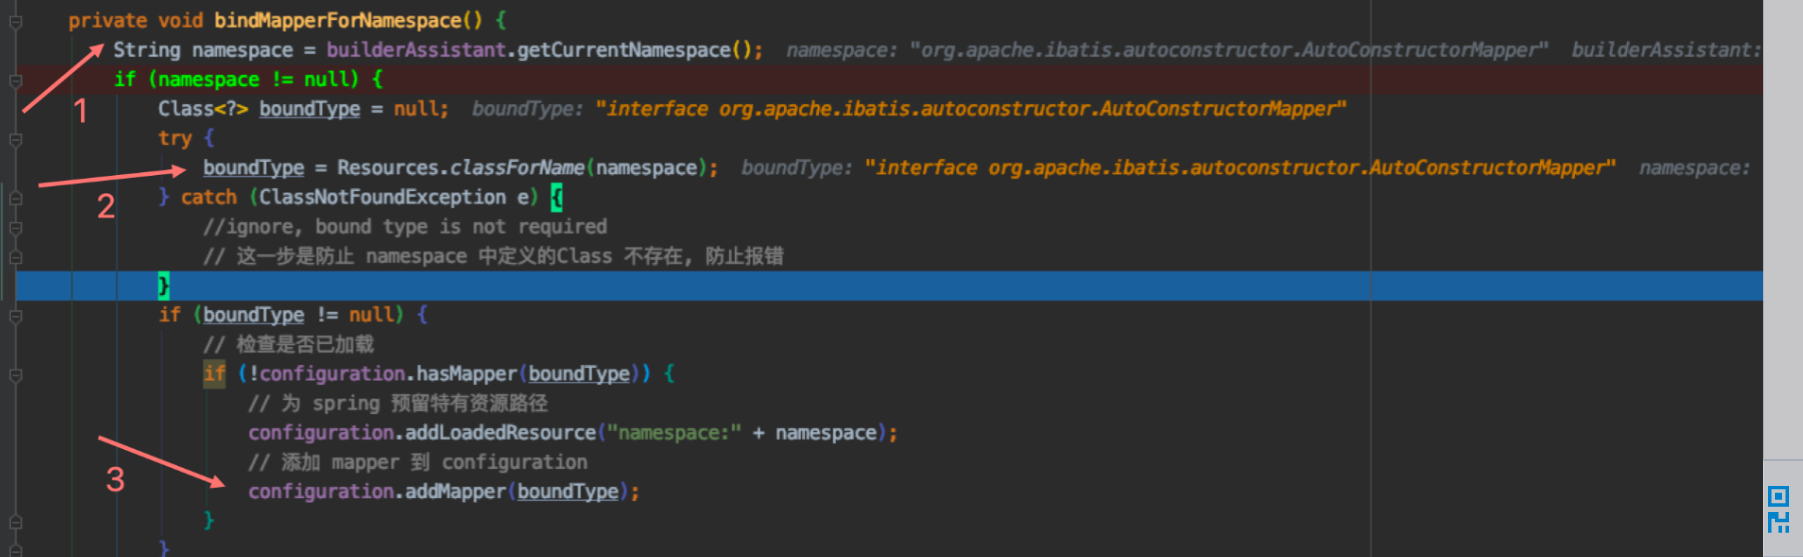 private void bindMapperForNamespace() {
String namespace = builderAssistant.getCurrentNamespace(); namespace: "org.apache.ibatis.autoconstructor.AutoConstructorMapper" builderAssistant:
if (namespace != null) {
1
Class<?> boundType = null; boundType: "interface org.apache.ibatis.autoconstructor.AutoConstructorMapper"
try {
boundType = Resources.classForName(namespace); boundType: "interface org.apache.ibatis.autoconstructor.AutoConstructorMapper" namespace:
2
} catch (ClassNotFoundException e) {
//ignore, bound type is not required
// 这一步是防止 namespace 中定义的Class 不存在, 防止报错
}
if (boundType != null) {
// 检查是否已加载
if (!configuration.hasMapper(boundType)) {
// 为 spring 预留特有资源路径
configuration.addLoadedResource("namespace:" + namespace);
// 添加 mapper 到 configuration
3
configuration.addMapper(boundType);
}
}